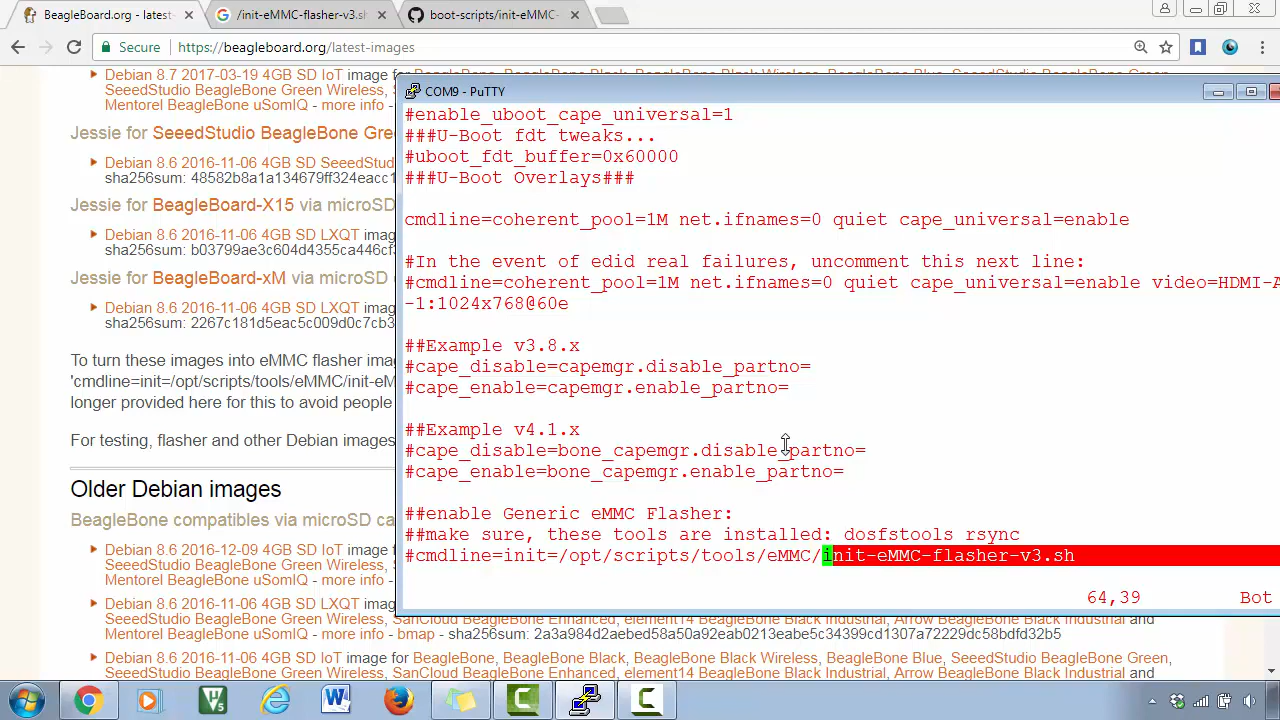 BeagleBoard.org - latest-
/init-eMMC-flasher-v3.sh
boot-scripts/init-eMMC-
Secure
https://beagleboard.org/latest-images
Debian 8.7 2017-03-19 4GB SD IoT image for
SeeedStudio BeagleBone Green Wireless,
Mentorel BeagleBone uSomIQ - more info -
Jessie for SeeedStudio BeagleBone Gre
Debian 8.6 2016-11-06 4GB SD SeeedStud
sha256sum: 48582b8a1a134679ff324eacc1
Jessie for BeagleBoard-X15 via microSD
Debian 8.6 2016-11-06 4GB SD LXQT
sha256sum: b03799ae3c604d4355ca446cf
Jessie for BeagleBoard-xM via microSD
Debian 8.6 2016-11-06 4GB SD LXQT
sha256sum: 2267c181d5eac5c009d0c7cb3
To turn these images into eMMC flasher ima
'cmdline=init=/opt/scripts/tools/eMMC/init-eM
longer provided here for this to avoid people
For testing, flasher and other Debian images
Older Debian images
BeagleBone compatibles via microSD ca
Debian 8.6 2016-12-09 4GB SD IoT
Debian 8.6 2016-11-06 4GB SD LXQT
SeeedStudio BeagleBone Green Wireless, SanCloud BeagleBone Enhanced, element14 BeagleBone Black Industrial, Arrow BeagleBone Black Industrial and
Mentorel BeagleBone uSomIQ - more info - bmap - sha256sum: 2a3a984d2aebed58a50a92eab0213eabe5c34399cd1307a72229dc58bdfd32b5
Debian 8.6 2016-11-06 4GB SD IoT image for BeagleBone, BeagleBone Black, BeagleBone Black Wireless, BeagleBone Blue, SeeedStudio BeagleBone Green,
SeeedStudio BeagleBone Green Wireless, SanCloud BeagleBone Enhanced, element14 BeagleBone Black Industrial, Arrow BeagleBone Black Industrial and
COM9 - PuTTY
#enable_uboot_cape_universal=1
###U-Boot fdt tweaks...
#uboot_fdt_buffer=0x60000
###U-Boot Overlays###
cmdline=coherent_pool=1M net.ifnames=0 quiet cape_universal=enable
#In the event of edid real failures, uncomment this next line:
#cmdline=coherent_pool=1M net.ifnames=0 quiet cape_universal=enable video=HDMI-A
-1:1024x768@60e
##Example v3.8.x
#cape_disable=capemgr.disable_partno=
#cape_enable=capemgr.enable_partno=
##Example v4.1.x
#cape_disable=bone_capemgr.disable_partno=
#cape_enable=bone_capemgr.enable_partno=
##enable Generic eMMC Flasher:
##make sure, these tools are installed: dosfstools rsync
#cmdline=init=/opt/scripts/tools/eMMC/init-eMMC-flasher-v3.sh
64,39
Bot